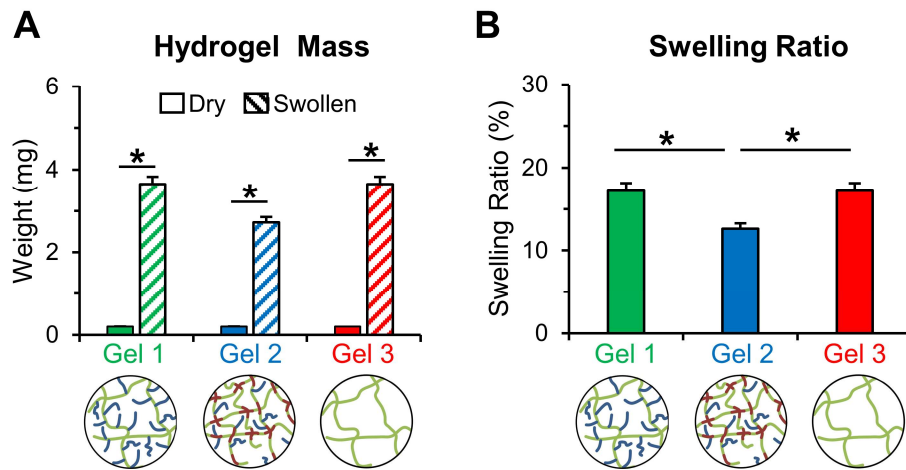 A
Hydrogel Mass
Weight (mg)
6
4
2
0
Dry
Swollen
*
*
*
Gel 1
Gel 2
Gel 3
B
Swelling Ratio
Swelling Ratio (%)
30
20
10
0
*
*
Gel 1
Gel 2
Gel 3